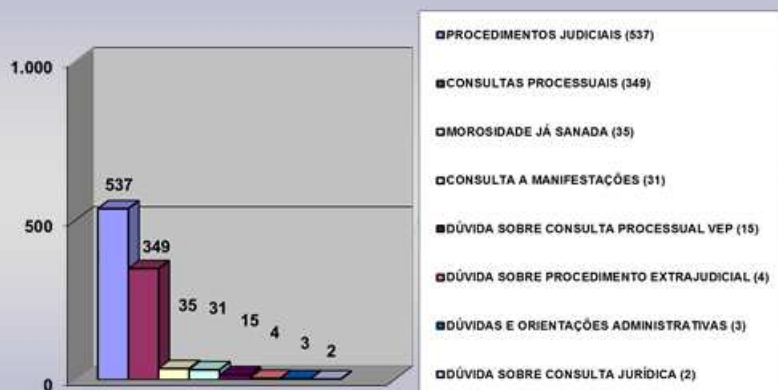 1.000
500
0
537
349
35
31
15
4
3
2
PROCEDIMENTOS JUDICIAIS (537)
CONSULTAS PROCESSUAIS (349)
MOROSIDADE JÁ SANADA (35)
CONSULTA A MANIFESTAÇÕES (31)
DÚVIDA SOBRE CONSULTA PROCESSUAL VEP (15)
DÚVIDA SOBRE PROCEDIMENTO EXTRAJUDICIAL (4)
DÚVIDAS E ORIENTAÇÕES ADMINISTRATIVAS (3)
DÚVIDA SOBRE CONSULTA JURÍDICA (2)